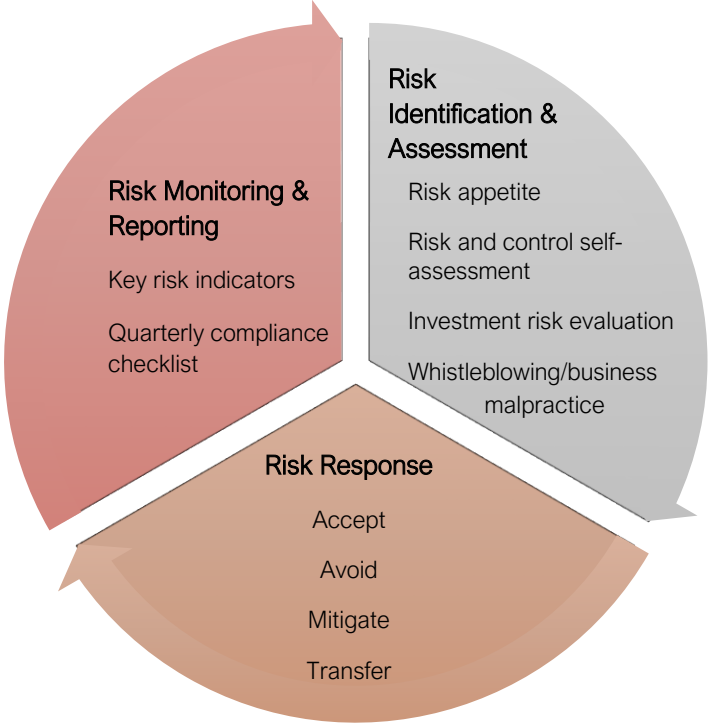 Risk
Identification &
Assessment
Risk appetite
Risk and control self-
assessment
Investment risk evaluation
Whistleblowing/business
malpractice
Risk Response
Accept
Avoid
Mitigate
Transfer
Risk Monitoring &
Reporting
Key risk indicators
Quarterly compliance
checklist